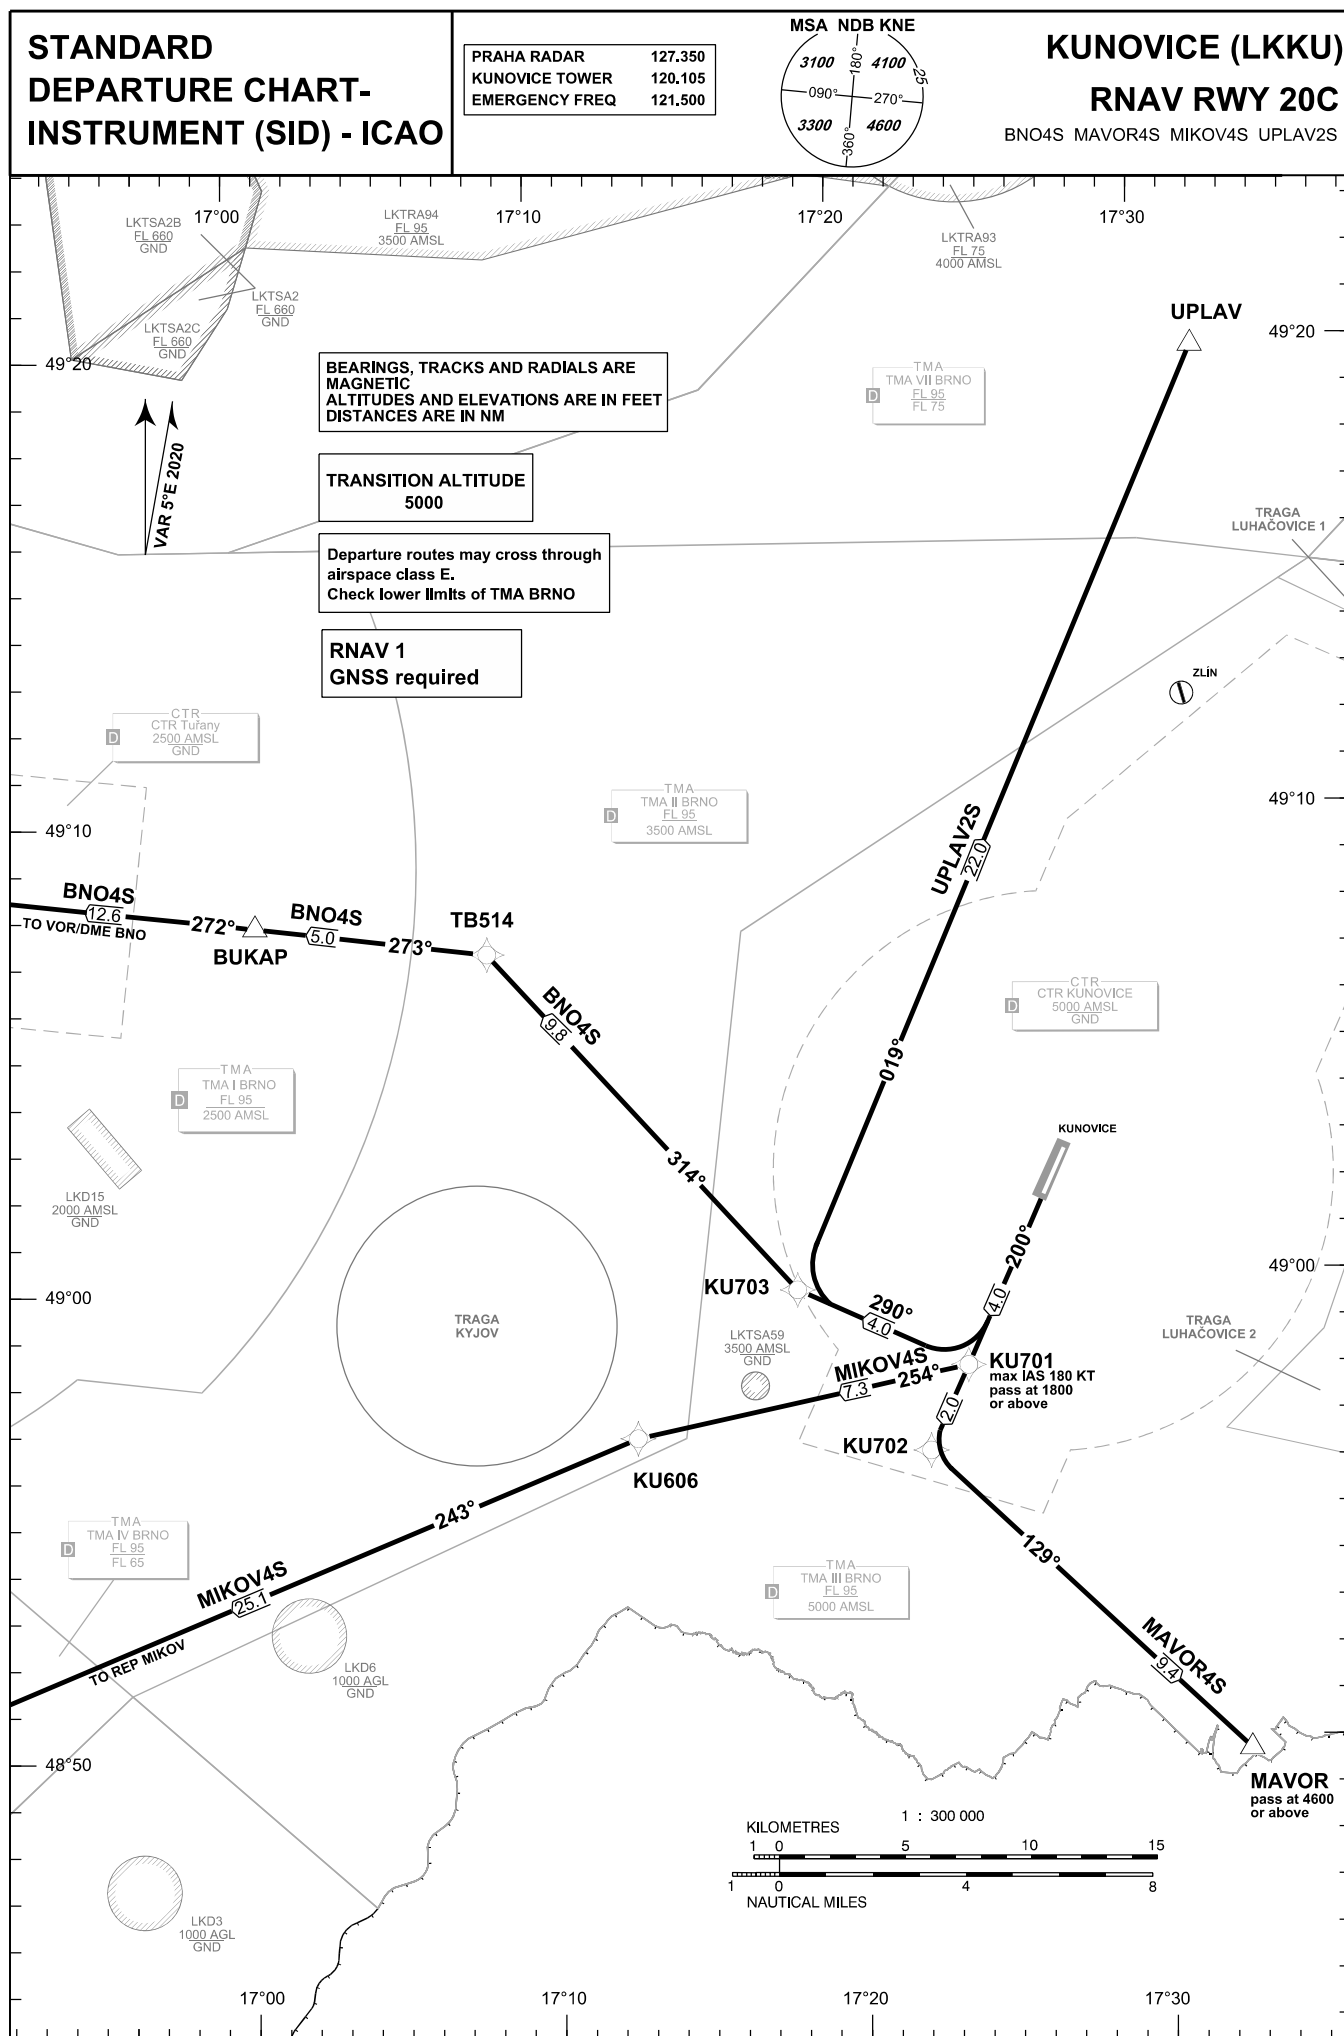 STANDARD
DEPARTURE CHART-
INSTRUMENT (SID) - ICAO
PRAHA RADAR 127.350
KUNOVICE TOWER 120.105
EMERGENCY FREQ 121.500
MSA NDB KNE
3100 180° 4100 25
090° 270°
3300 360° 4600
KUNOVICE (LKKU)
RNAV RWY 20C
BNO4S MAVOR4S MIKOV4S UPLAV2S
17°00
17°10
17°20
17°30
LKTSA2B
FL 660
GND
LKTRA94
FL 95
3500 AMSL
LKTRA93
FL 75
4000 AMSL
LKTSA2
FL 660
GND
LKTSA2C
FL 660
GND
UPLAV
49°20
49°20
BEARINGS, TRACKS AND RADIALS ARE
MAGNETIC
ALTITUDES AND ELEVATIONS ARE IN FEET
DISTANCES ARE IN NM
TMA
TMA VII BRNO
D FL 95
FL 75
VAR 5°E 2020
TRANSITION ALTITUDE
5000
TRAGA
LUHAČOVICE 1
Departure routes may cross through
airspace class E.
Check lower limits of TMA BRNO
RNAV 1
GNSS required
ZLÍN
CTR
CTR Tuřany
D 2500 AMSL
GND
TMA
TMA II BRNO
D FL 95
3500 AMSL
49°10
49°10
UPLAV2S
22.0
BNO4S
12.6
TO VOR/DME BNO
272°
BUKAP
BNO4S
5.0
273°
TB514
BNO4S
9.8
CTR
CTR KUNOVICE
D 5000 AMSL
GND
019°
TMA
TMA I BRNO
D FL 95
2500 AMSL
KUNOVICE
314°
LKD15
2000 AMSL
GND
200°
49°00
49°00
KU703
290°
4.0
4.0
TRAGA
KYJOV
TRAGA
LUHAČOVICE 2
LKTSA59
3500 AMSL
GND
MIKOV4S
7.3
254°
KU701
max IAS 180 KT
pass at 1800
or above
2.0
KU702
KU606
243°
TMA
TMA IV BRNO
D FL 95
FL 65
129°
MIKOV4S
25.1
TO REP MIKOV
TMA
TMA III BRNO
D FL 95
5000 AMSL
LKD6
1000 AGL
GND
MAVOR4S
9.4
48°50
MAVOR
pass at 4600
or above
1 : 300 000
KILOMETRES
1 0 5 10 15
1 0 4 8
NAUTICAL MILES
LKD3
1000 AGL
GND
17°00
17°10
17°20
17°30